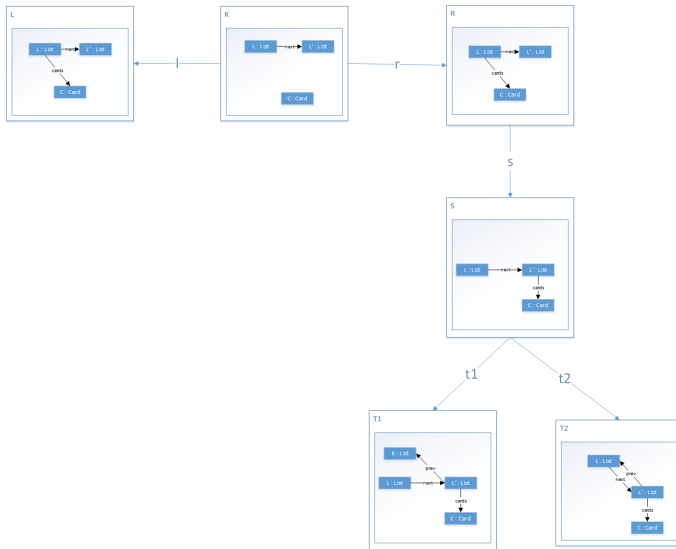 L
L : List
next
L' : List
cards
C : Card
l
K
L : List
next
L' : List
C : Card
r
R
L : List
next
L' : List
cards
C : Card
S
S
L : List
next
L' : List
cards
C : Card
t1
t2
T1
K : List
prev
L : List
next
L' : List
cards
C : Card
T2
L : List
prev
next
L' : List
cards
C : Card